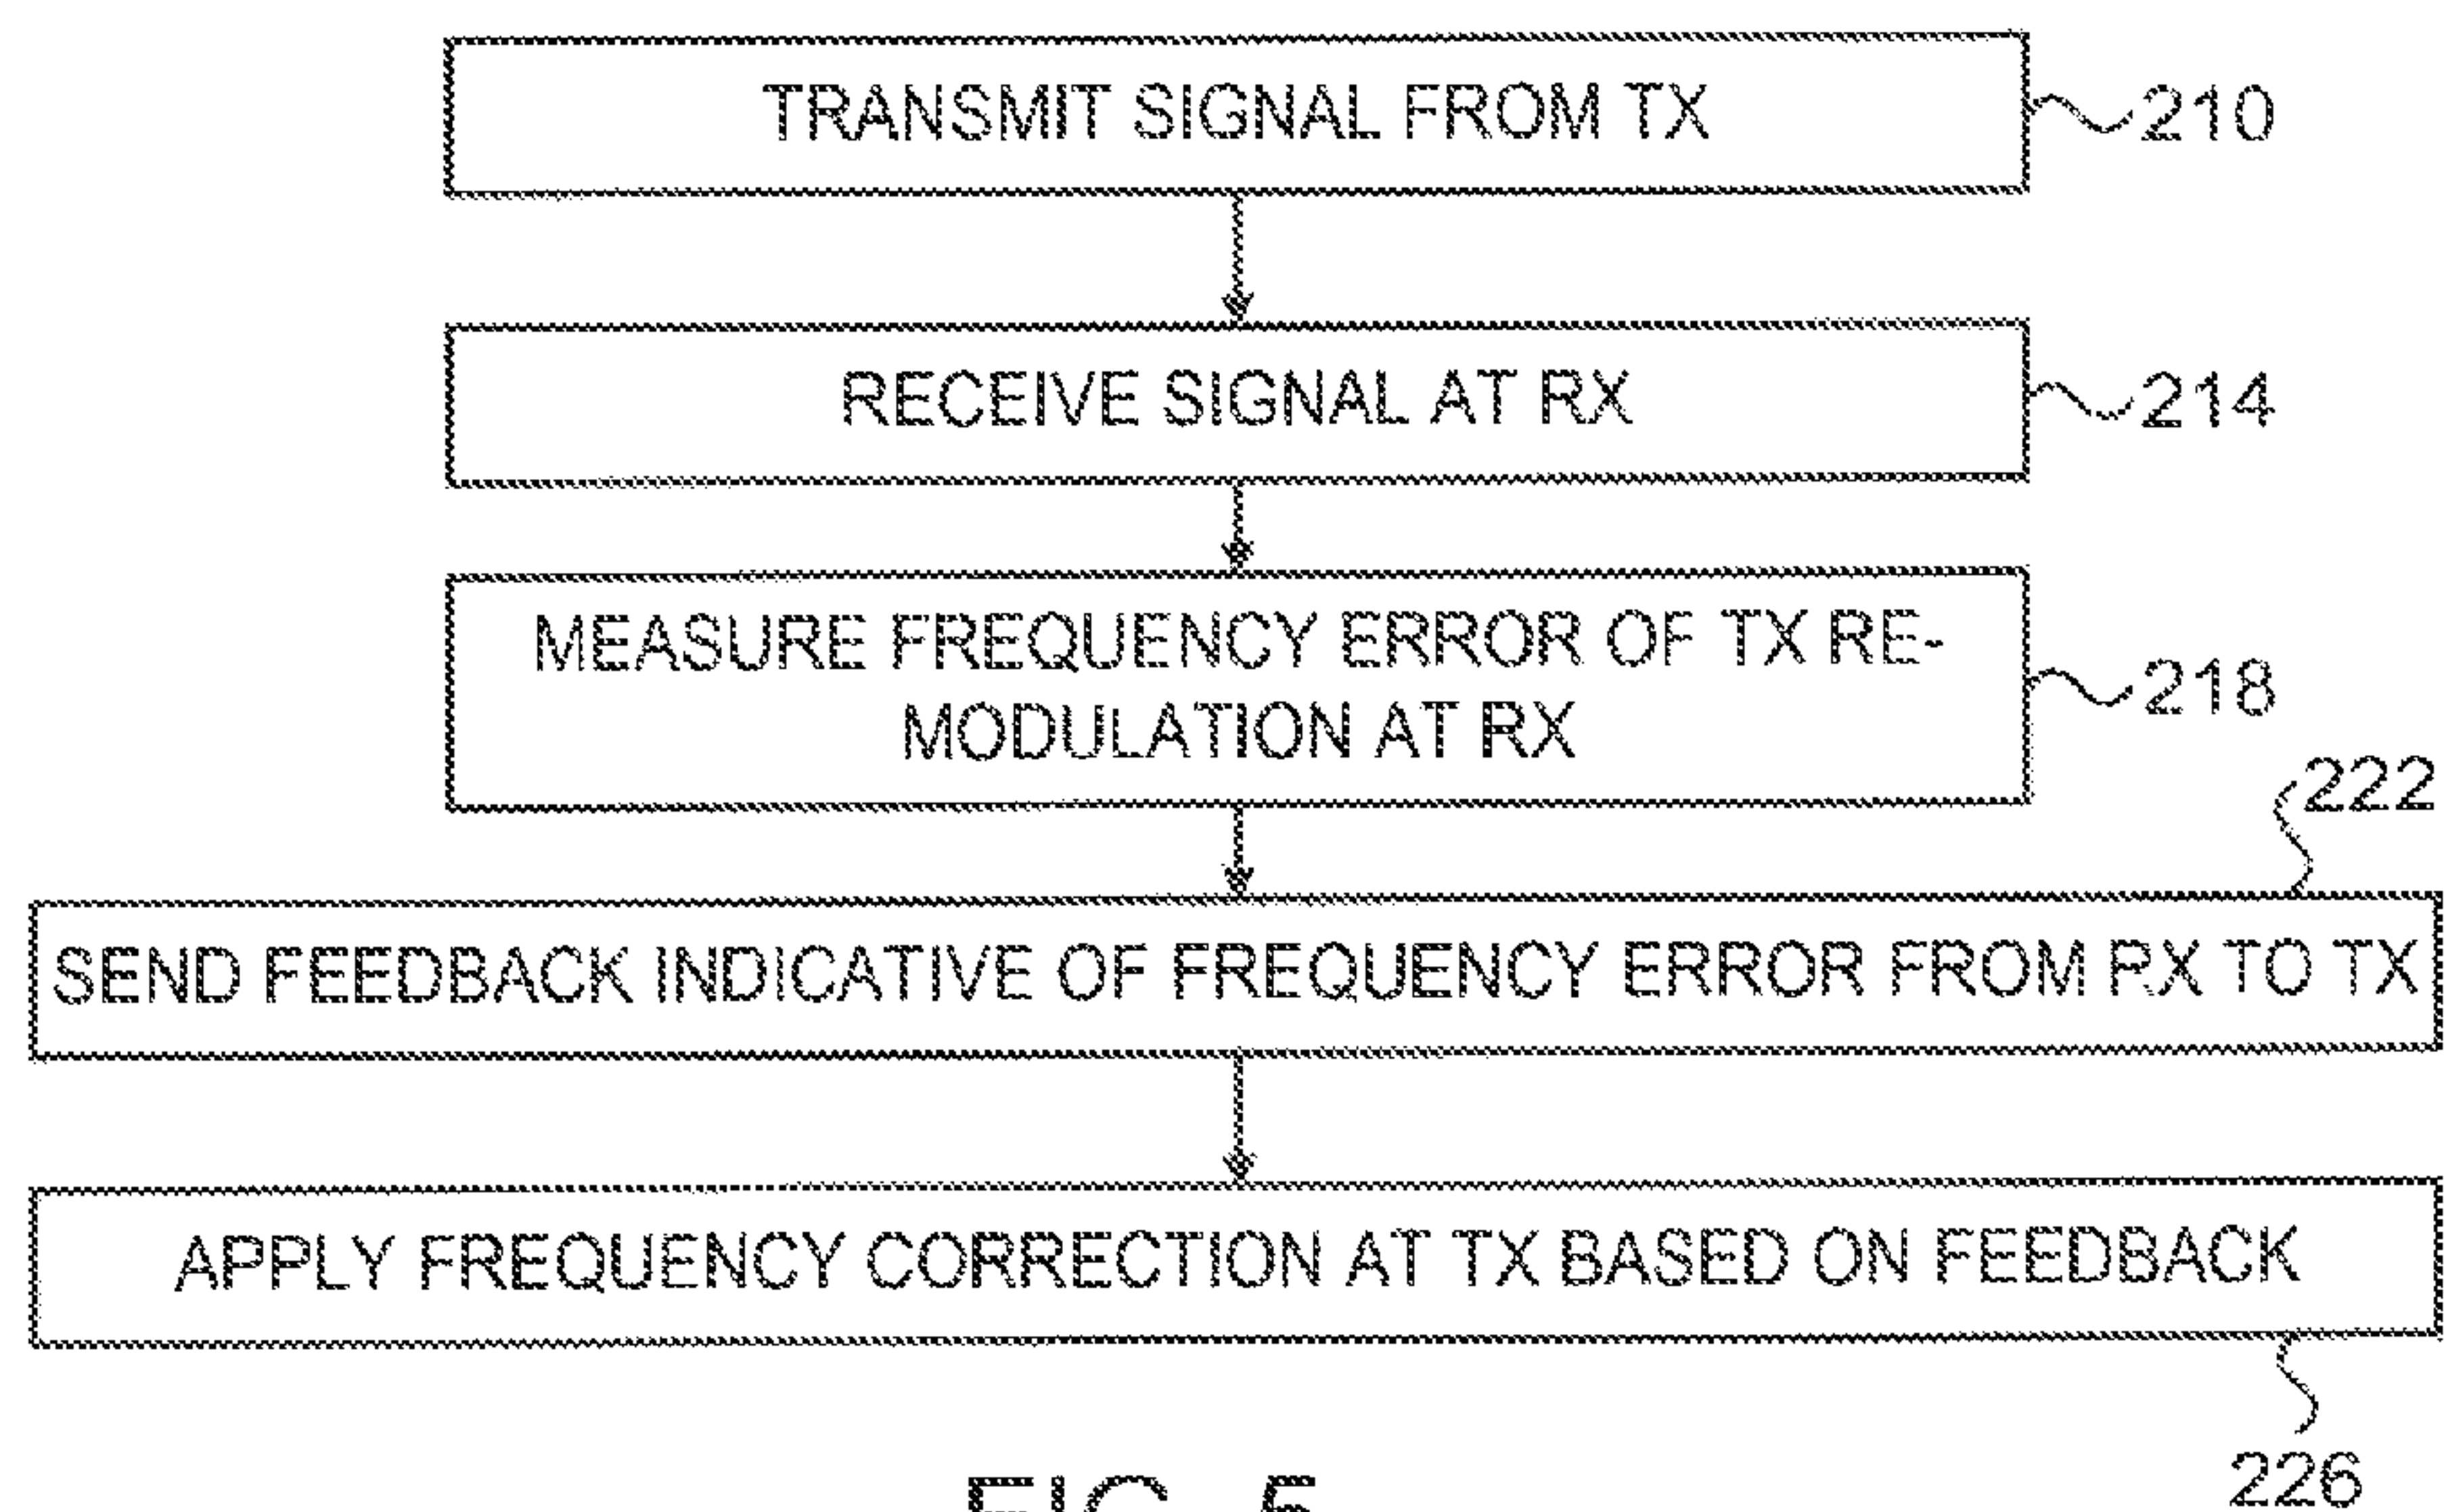 TRANSMIT SIGNAL FROM TX
210
RECEIVE SIGNAL AT RX
214
MEASURE FREQUENCY ERROR OF TX RE-
MODULATION AT RX
218
222
SEND FEEDBACK INDICATIVE OF FREQUENCY ERROR FROM RX TO TX
APPLY FREQUENCY CORRECTION AT TX BASED ON FEEDBACK
226
FIG. 5